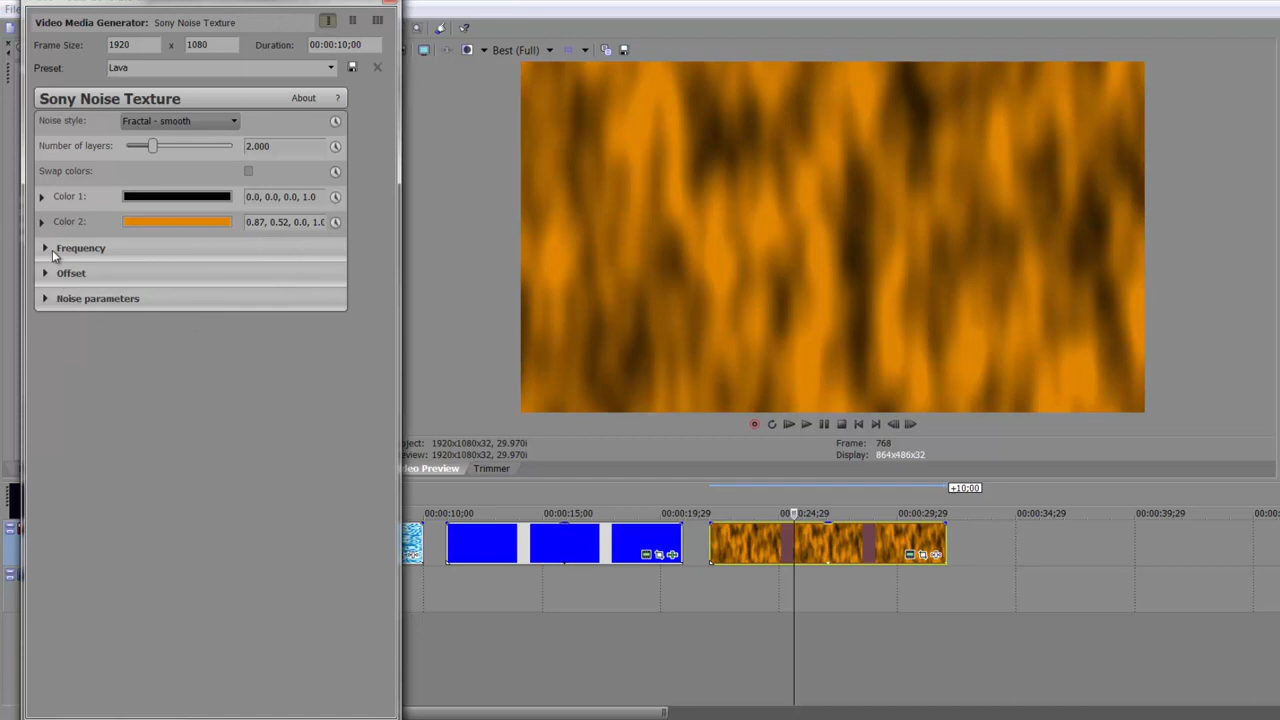 Video Media Generator: Sony Noise Texture
Frame Size: 1920 x 1080 Duration: 00:00:10;00
Preset: Lava
Sony Noise Texture About ?
Noise style: Fractal - smooth
Number of layers: 2.000
Swap colors:
Color 1: 0.0, 0.0, 0.0, 1.0
Color 2: 0.87, 0.52, 0.0, 1.0
Frequency
Offset
Noise parameters
Best (Full)
1920x1080x32, 29.970i
1920x1080x32, 29.970i
Frame: 768
Display: 864x486x32
Video Preview Trimmer
+10;00
00:00:10;00 00:00:15;00 00:00:19;29 00:00:24;29 00:00:29;29 00:00:34;29 00:00:39;29